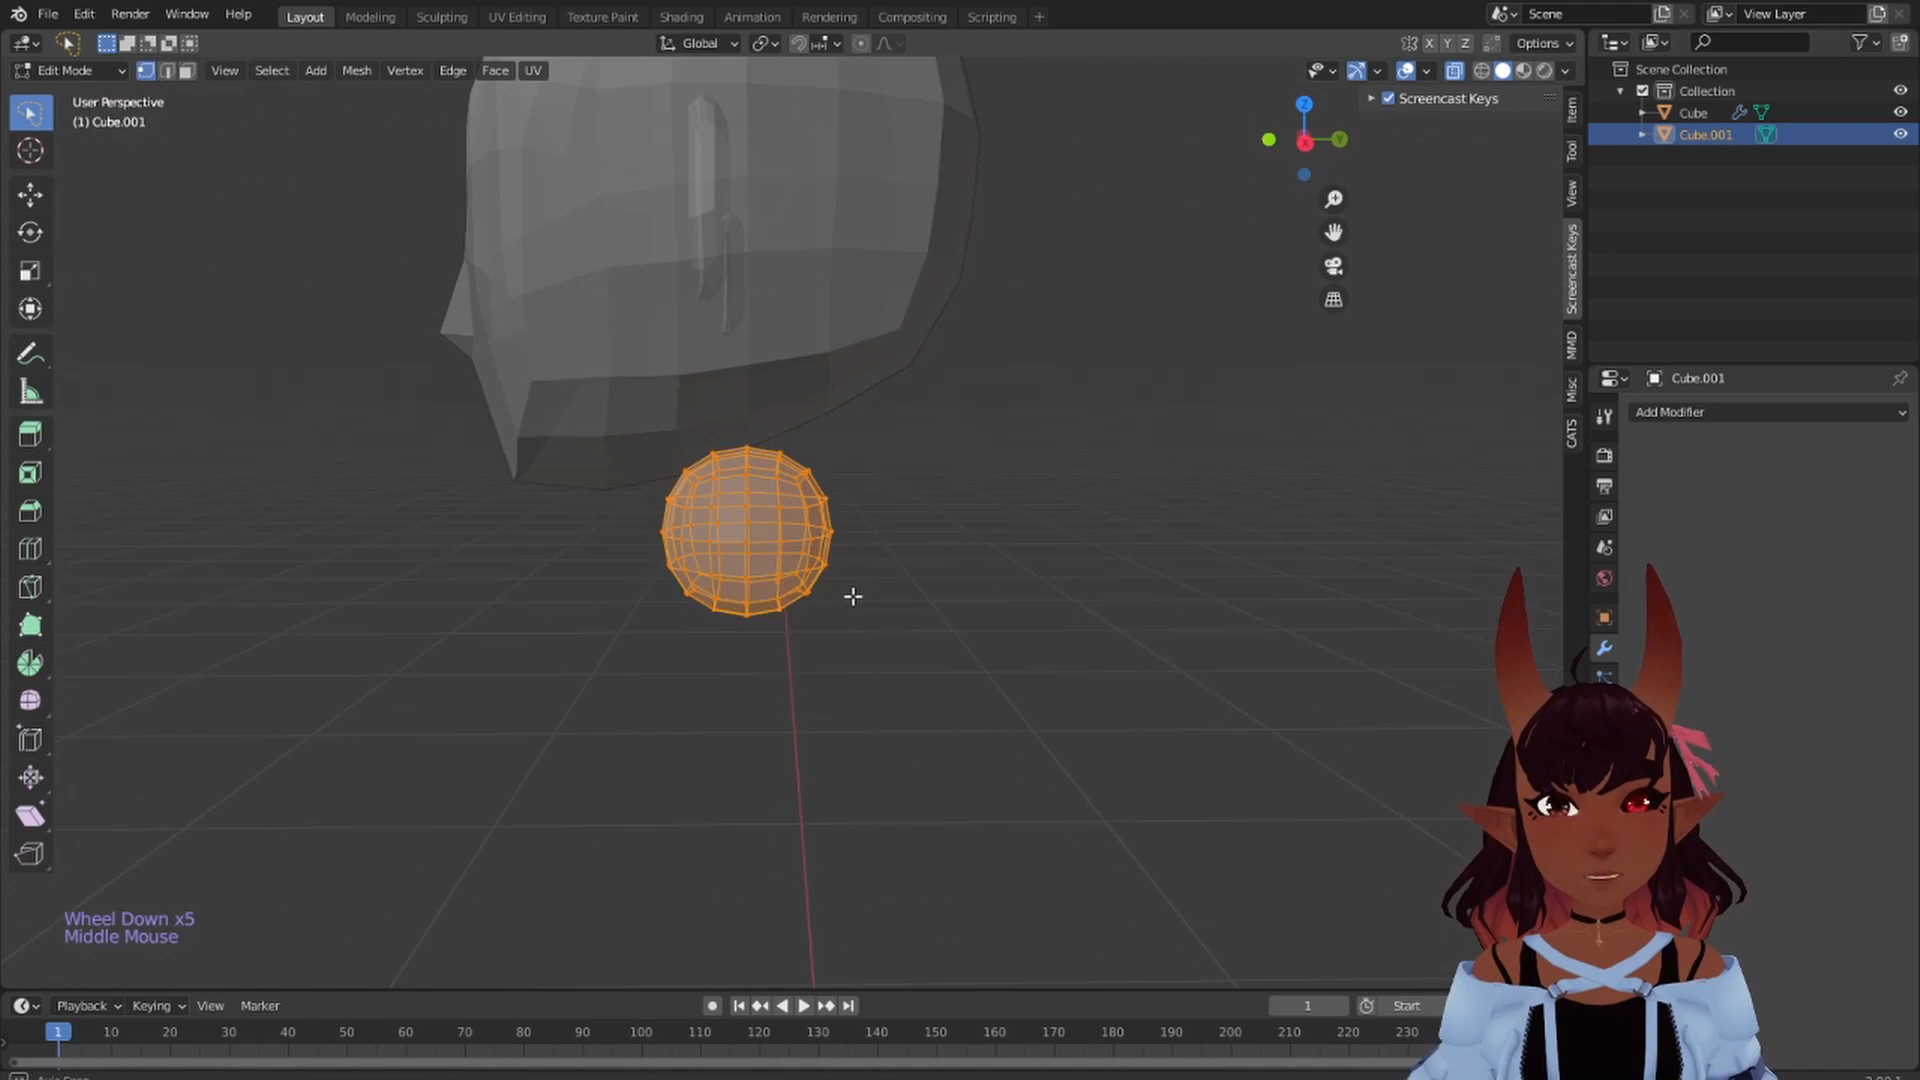 File Edit Render Window Help Layout Modeling Sculpting UV Editing Texture Paint Shading Animation Rendering Compositing Scripting + Scene View Layer
Global X Y Z Options
Edit Mode View Select Add Mesh Vertex Edge Face UV
User Perspective
(1) Cube.001
Z
Y
X
Screencast Keys
Item
Tool
View
Screencast Keys
MMD
Misc
CATS
Scene Collection
Collection
Cube
Cube.001
Cube.001
Add Modifier
Wheel Down x5
Middle Mouse
Playback Keying View Marker 1 Start
1 10 20 30 40 50 60 70 80 90 100 110 120 130 140 150 160 170 180 190 200 210 220 230